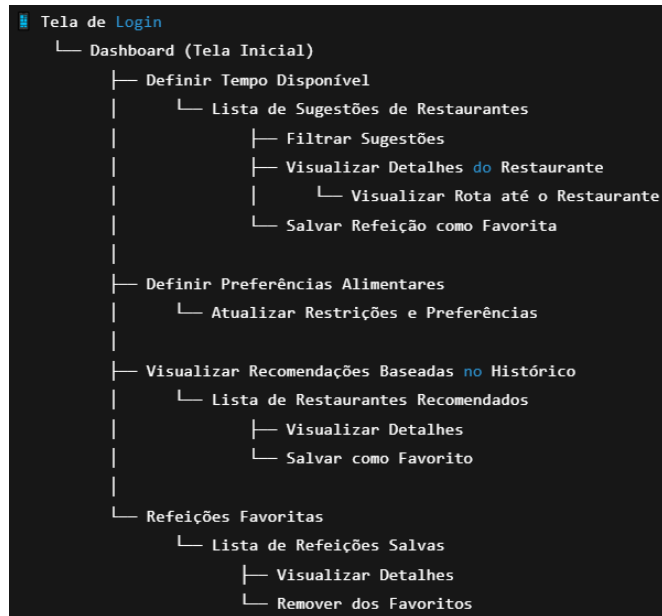 Tela de Login
└── Dashboard (Tela Inicial)
├── Definir Tempo Disponível
│ └── Lista de Sugestões de Restaurantes
│ ├── Filtrar Sugestões
│ ├── Visualizar Detalhes do Restaurante
│ │ └── Visualizar Rota até o Restaurante
│ └── Salvar Refeição como Favorita
│
├── Definir Preferências Alimentares
│ └── Atualizar Restrições e Preferências
│
├── Visualizar Recomendações Baseadas no Histórico
│ └── Lista de Restaurantes Recomendados
│ ├── Visualizar Detalhes
│ └── Salvar como Favorito
│
└── Refeições Favoritas
└── Lista de Refeições Salvas
├── Visualizar Detalhes
└── Remover dos Favoritos